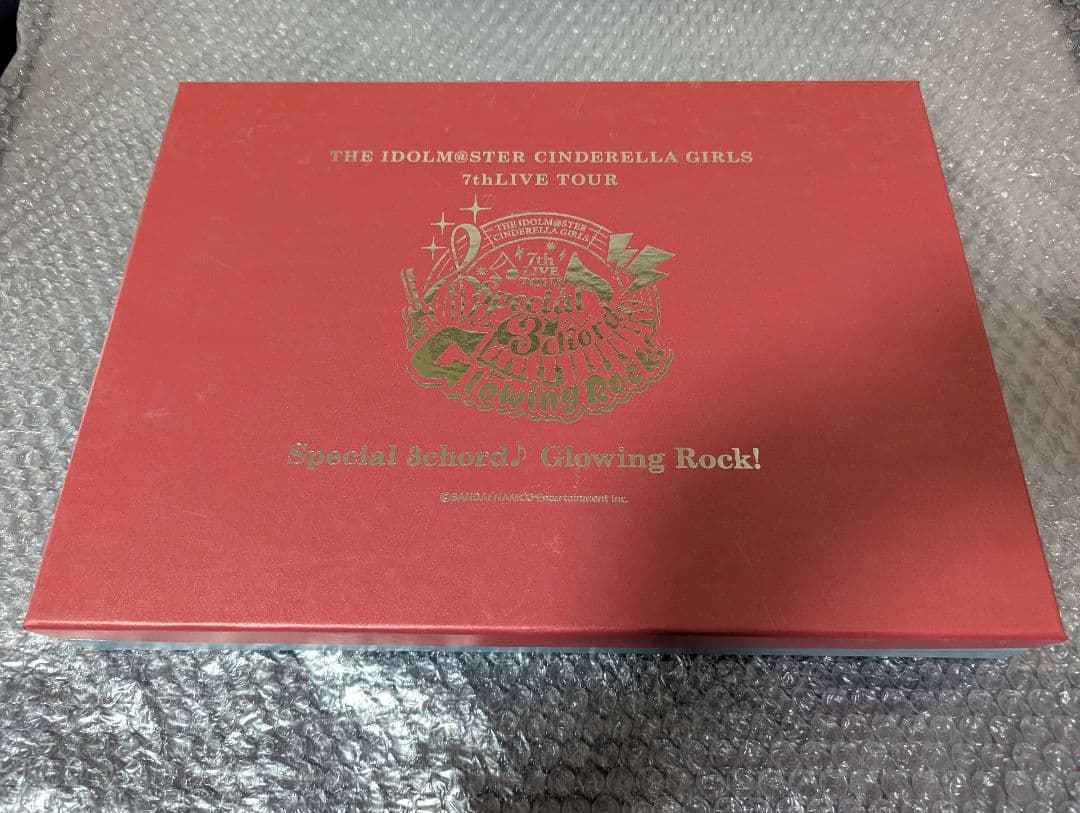 THE IDOLM@STER CINDERELLA GIRLS
7thLIVE TOUR
THE IDOLM@STER
CINDERELLA GIRLS
7th
LIVE
TOUR
Special
3chord
Glowing Rock!
Special 3chord♪ Glowing Rock!
©BANDAI NAMCO Entertainment Inc.